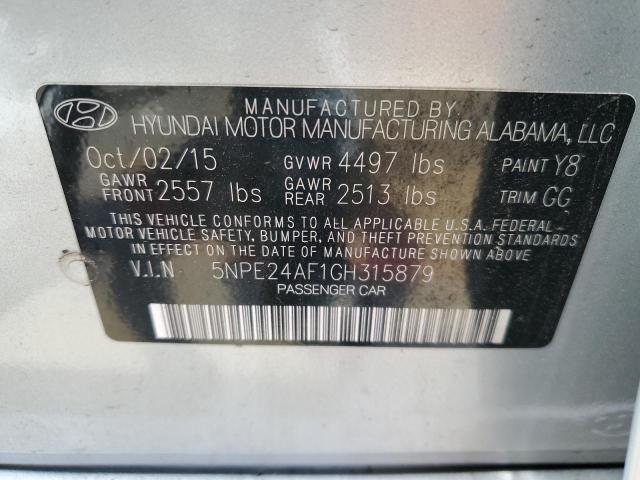 MANUFACTURED BY
HYUNDAI MOTOR MANUFACTURING ALABAMA, LLC
Oct/02/15 GVWR 4497 lbs PAINT Y8
GAWR FRONT 2557 lbs GAWR REAR 2513 lbs TRIM GG
THIS VEHICLE CONFORMS TO ALL APPLICABLE U.S.A. FEDERAL
MOTOR VEHICLE SAFETY, BUMPER, AND THEFT PREVENTION STANDARDS
IN EFFECT ON THE DATE OF MANUFACTURE SHOWN ABOVE
V.I.N 5NPE24AF1GH315879
PASSENGER CAR